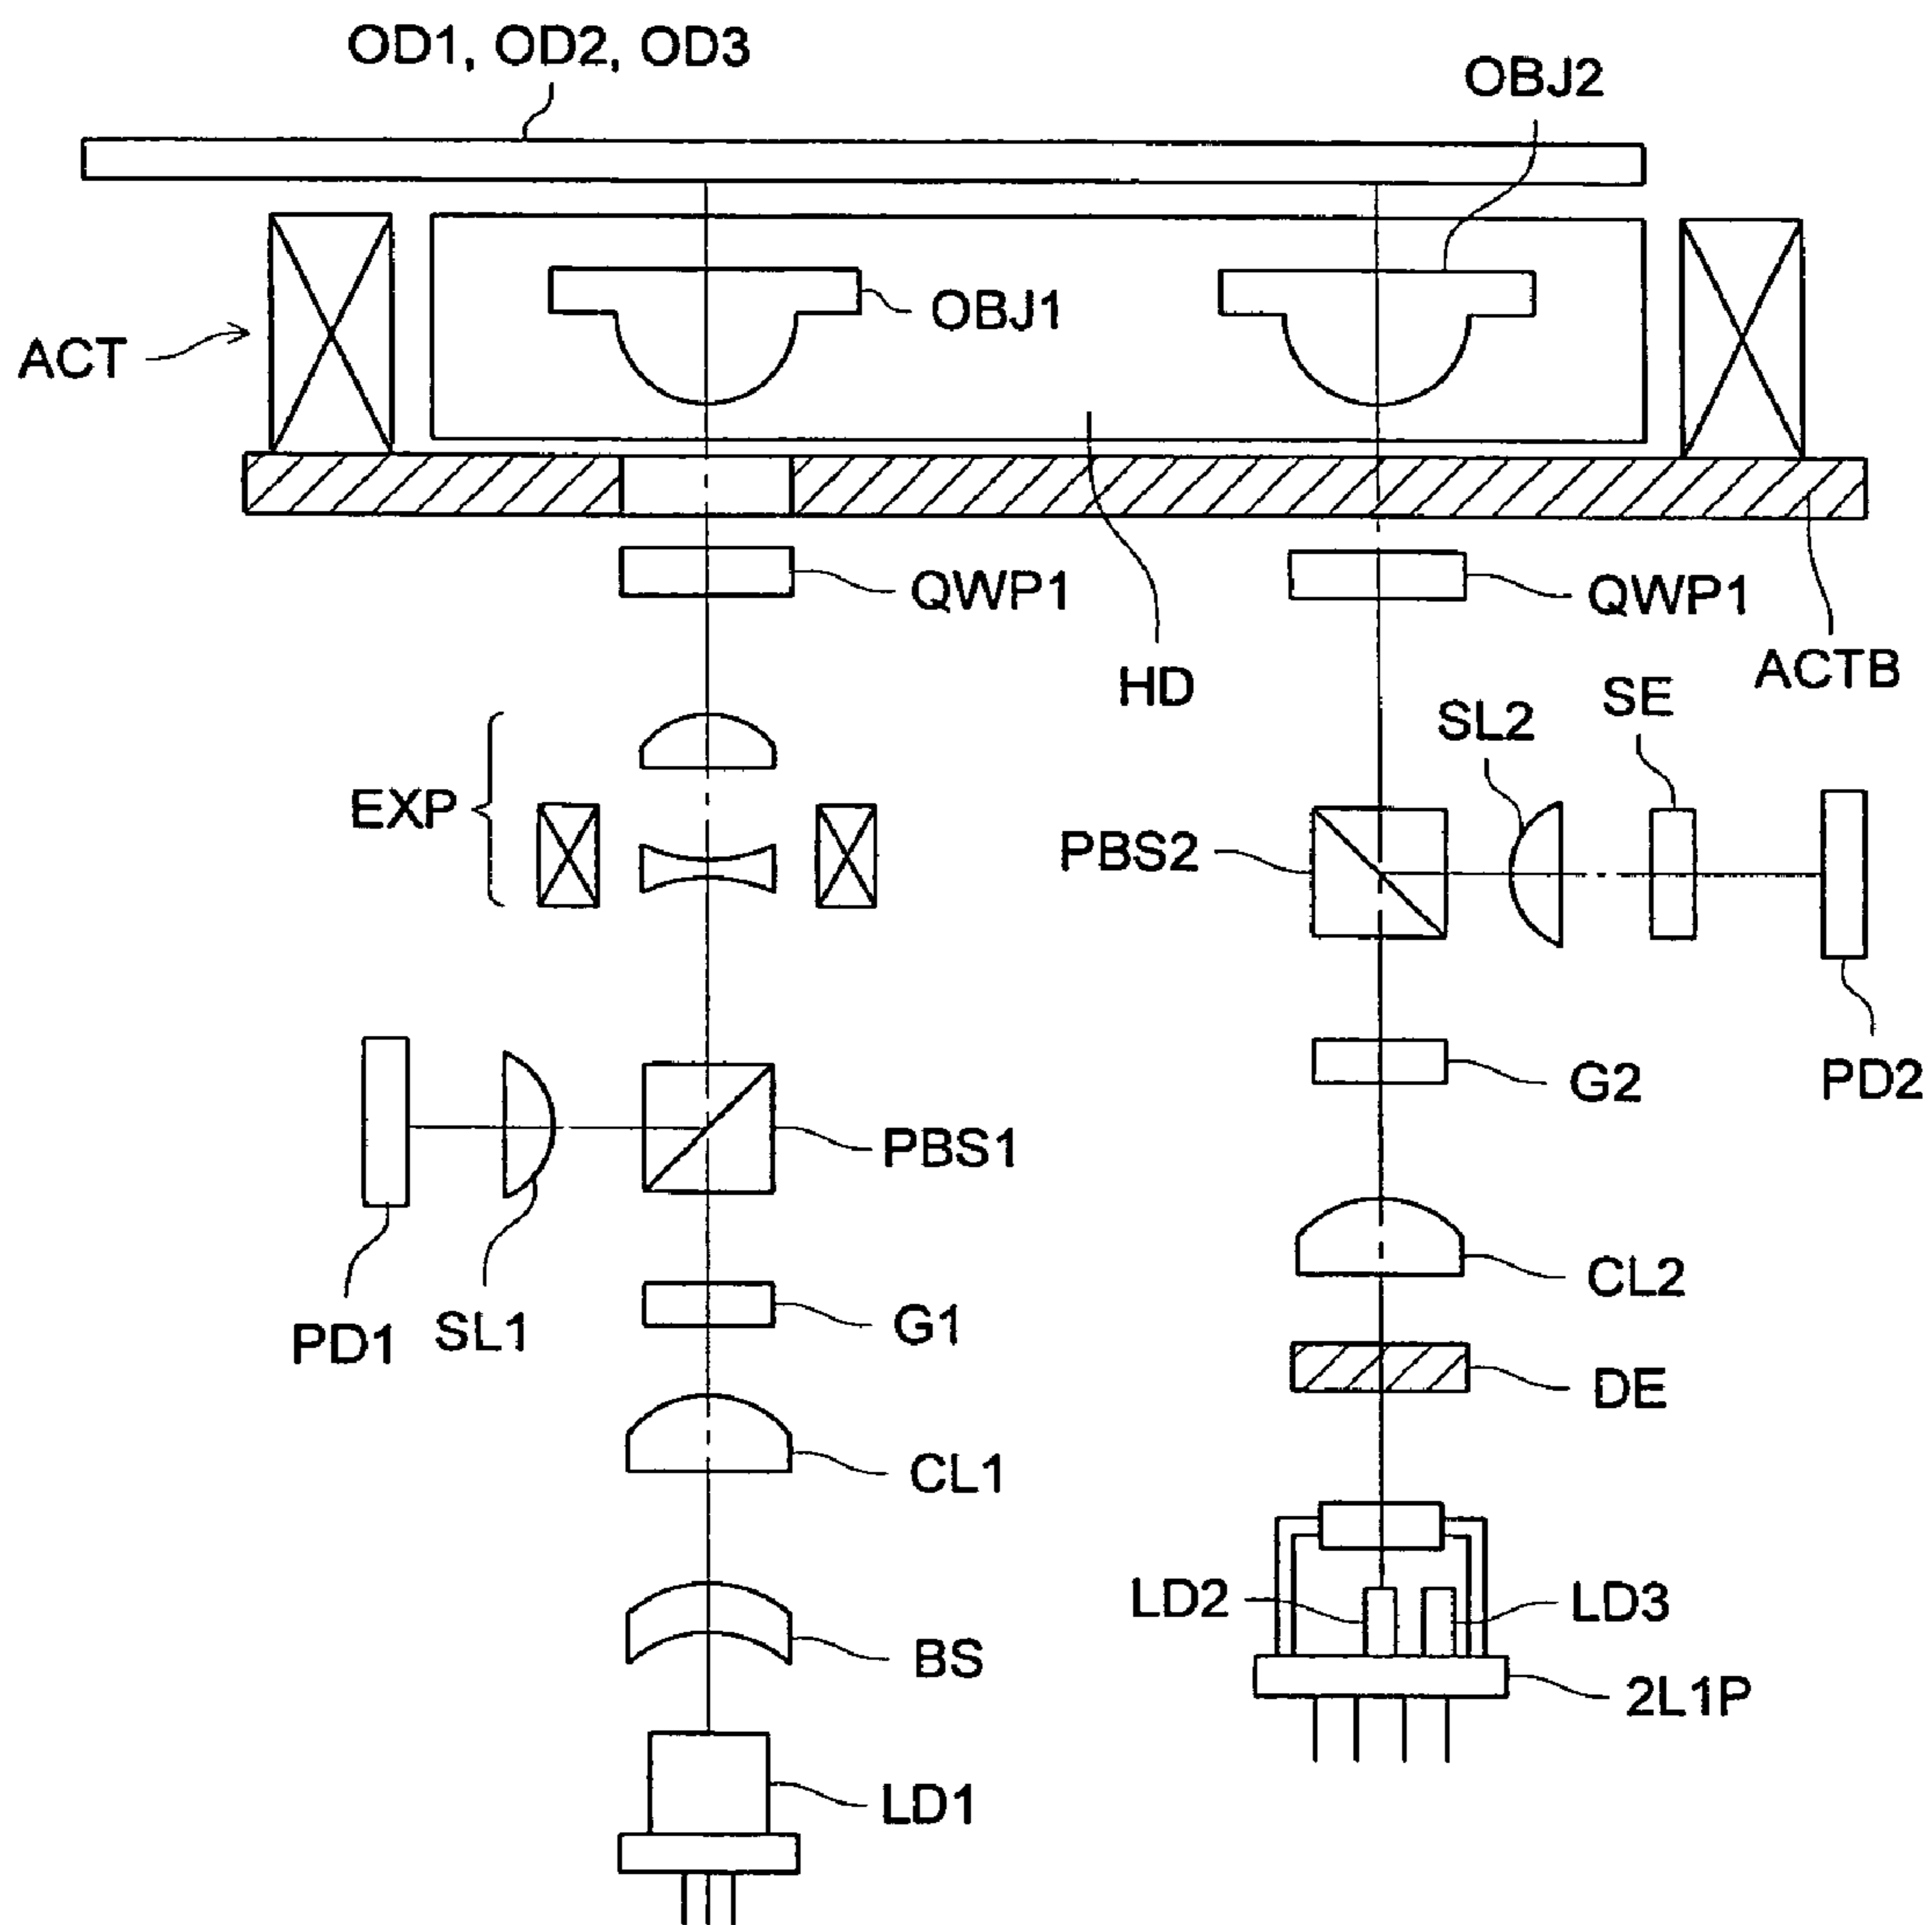 OD1, OD2, OD3
OBJ2
OBJ1
ACT
QWP1
QWP1
HD
ACTB
SE
SL2
EXP
PBS2
G2
PD2
PBS1
CL2
G1
SL1
PD1
DE
CL1
LD2
LD3
BS
2L1P
LD1